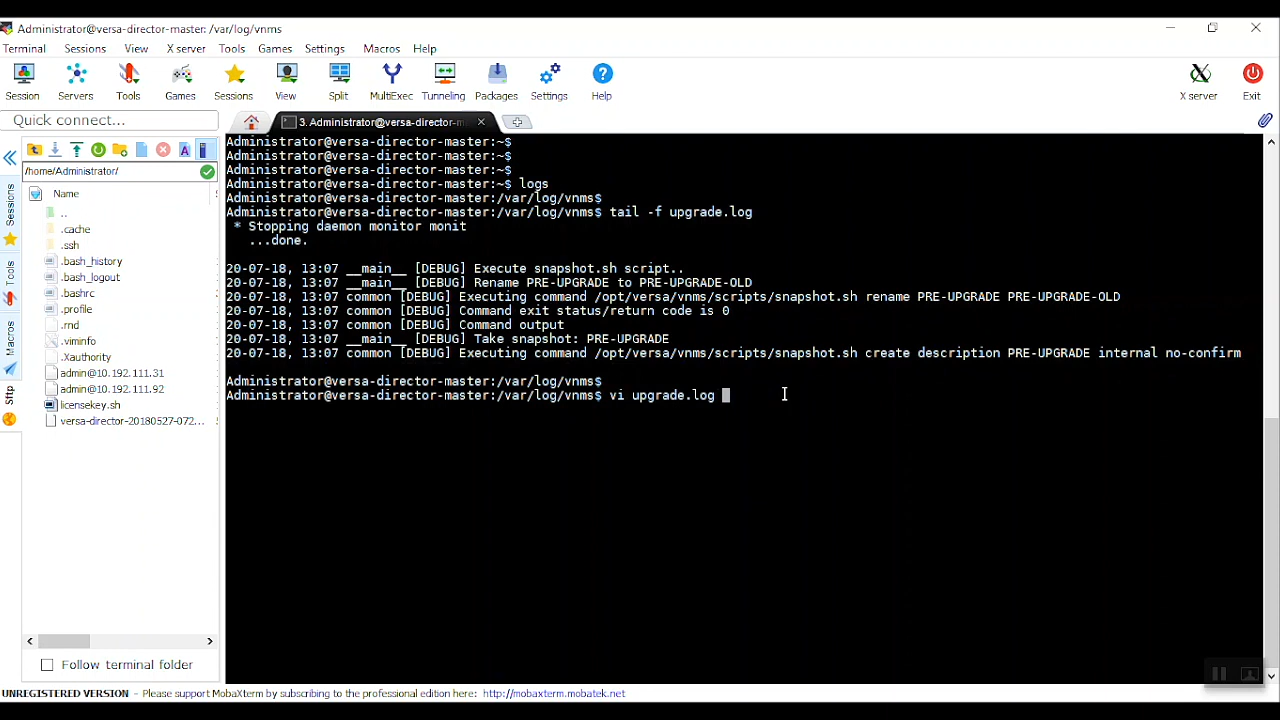 Administrator@versa-director-master: /var/log/vnms
Terminal Sessions View X server Tools Games Settings Macros Help
Session Servers Tools Games Sessions View Split MultiExec Tunneling Packages Settings Help X server Exit
Quick connect...
3. Administrator@versa-director-m
/home/Administrator/
Name
..
.cache
.ssh
.bash_history
.bash_logout
.bashrc
.profile
.rnd
.viminfo
.Xauthority
admin@10.192.111.31
admin@10.192.111.92
licensekey.sh
versa-director-20180527-072...
Follow terminal folder
Sessions
Tools
Macros
Sftp
Administrator@versa-director-master:~$
Administrator@versa-director-master:~$
Administrator@versa-director-master:~$
Administrator@versa-director-master:~$ logs
Administrator@versa-director-master:/var/log/vnms$
Administrator@versa-director-master:/var/log/vnms$ tail -f upgrade.log
* Stopping daemon monitor monit
...done.
20-07-18, 13:07 __main__ [DEBUG] Execute snapshot.sh script..
20-07-18, 13:07 __main__ [DEBUG] Rename PRE-UPGRADE to PRE-UPGRADE-OLD
20-07-18, 13:07 common [DEBUG] Executing command /opt/versa/vnms/scripts/snapshot.sh rename PRE-UPGRADE PRE-UPGRADE-OLD
20-07-18, 13:07 common [DEBUG] Command exit status/return code is 0
20-07-18, 13:07 common [DEBUG] Command output
20-07-18, 13:07 __main__ [DEBUG] Take snapshot: PRE-UPGRADE
20-07-18, 13:07 common [DEBUG] Executing command /opt/versa/vnms/scripts/snapshot.sh create description PRE-UPGRADE internal no-confirm
Administrator@versa-director-master:/var/log/vnms$
Administrator@versa-director-master:/var/log/vnms$ vi upgrade.log
UNREGISTERED VERSION - Please support MobaXterm by subscribing to the professional edition here: http://mobaxterm.mobatek.net